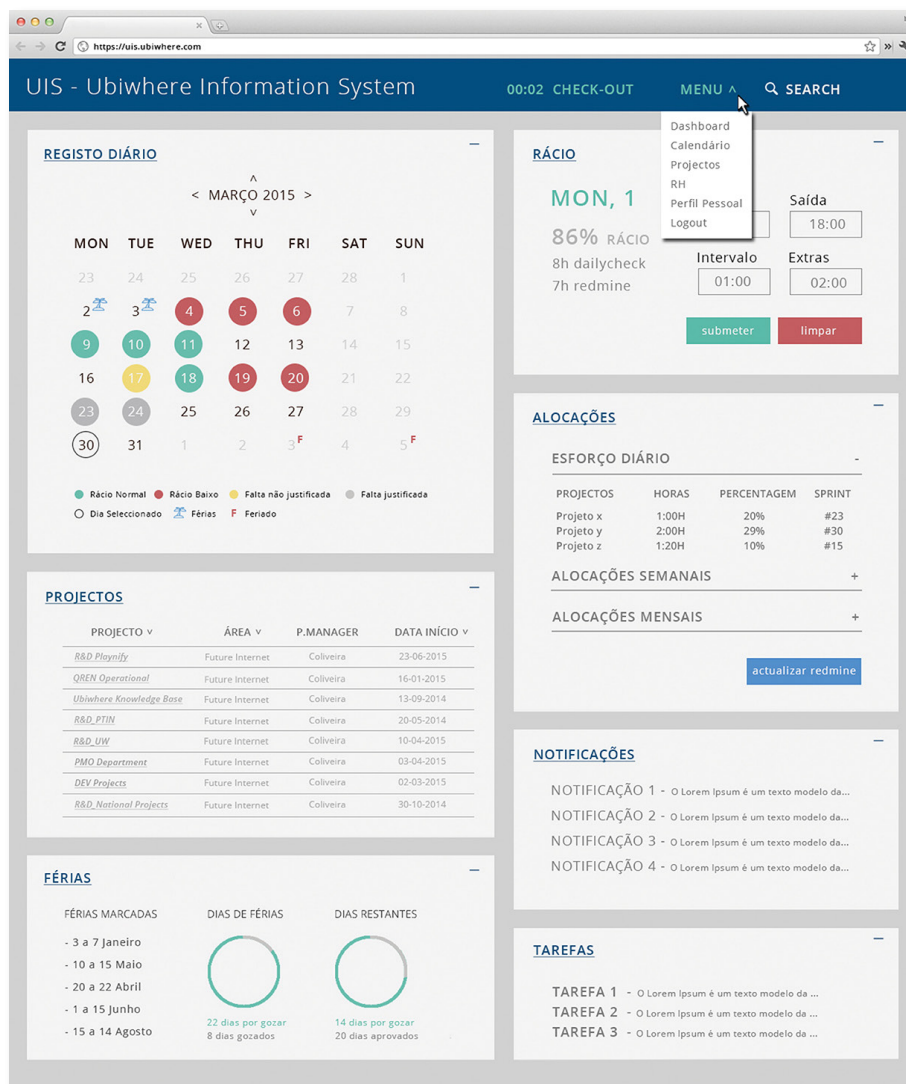 https://uis.ubiwhere.com
UIS - Ubiwhere Information System
00:02 CHECK-OUT
MENU ^
SEARCH
Dashboard
Calendário
Projectos
RH
Perfil Pessoal
Logout
REGISTO DIÁRIO
< MARÇO 2015 >
MON TUE WED THU FRI SAT SUN
23 24 25 26 27 28 1
2 3 4 5 6 7 8
9 10 11 12 13 14 15
16 17 18 19 20 21 22
23 24 25 26 27 28 29
30 31 1 2 3 F 4 5 F
Rácio Normal Rácio Baixo Falta não justificada Falta justificada
Dia Seleccionado Férias F Feriado
RÁCIO
MON, 1
86% RÁCIO
8h dailycheck
7h redmine
Saída
18:00
Intervalo Extras
01:00 02:00
submeter limpar
ALOCAÇÕES
ESFORÇO DIÁRIO -
PROJECTOS HORAS PERCENTAGEM SPRINT
Projeto x 1:00H 20% #23
Projeto y 2:00H 29% #30
Projeto z 1:20H 10% #15
ALOCAÇÕES SEMANAIS +
ALOCAÇÕES MENSAIS +
actualizar redmine
PROJECTOS
PROJECTO v ÁREA v P.MANAGER DATA INÍCIO v
R&D Playnify Future Internet Coliveira 23-06-2015
QREN Operational Future Internet Coliveira 16-01-2015
Ubiwhere Knowledge Base Future Internet Coliveira 13-09-2014
R&D_PTIN Future Internet Coliveira 20-05-2014
R&D_UW Future Internet Coliveira 10-04-2015
PMO Department Future Internet Coliveira 03-04-2015
DEV Projects Future Internet Coliveira 02-03-2015
R&D_National Projects Future Internet Coliveira 30-10-2014
NOTIFICAÇÕES
NOTIFICAÇÃO 1 - O Lorem Ipsum é um texto modelo da...
NOTIFICAÇÃO 2 - O Lorem Ipsum é um texto modelo da...
NOTIFICAÇÃO 3 - O Lorem Ipsum é um texto modelo da...
NOTIFICAÇÃO 4 - O Lorem Ipsum é um texto modelo da...
FÉRIAS
FÉRIAS MARCADAS
- 3 a 7 Janeiro
- 10 a 15 Maio
- 20 a 22 Abril
- 1 a 15 Junho
- 15 a 14 Agosto
DIAS DE FÉRIAS
22 dias por gozar
8 dias gozados
DIAS RESTANTES
14 dias por gozar
20 dias aprovados
TAREFAS
TAREFA 1 - O Lorem Ipsum é um texto modelo da ...
TAREFA 2 - O Lorem Ipsum é um texto modelo da ...
TAREFA 3 - O Lorem Ipsum é um texto modelo da ...